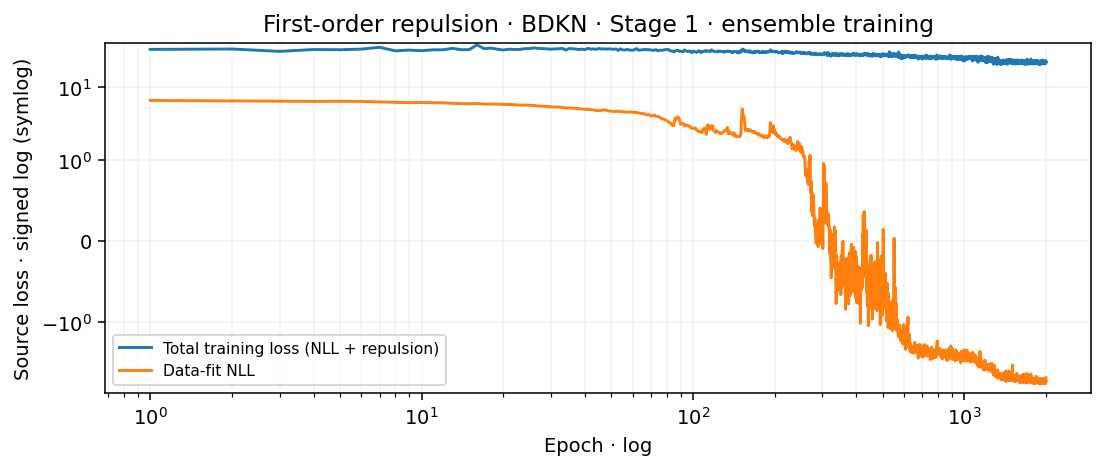 First-order repulsion · BDKN · Stage 1 · ensemble training
Source loss · signed log (symlog)
10¹
10⁰
0
−10⁰
Total training loss (NLL + repulsion)
Data-fit NLL
10⁰
10¹
10²
10³
Epoch · log